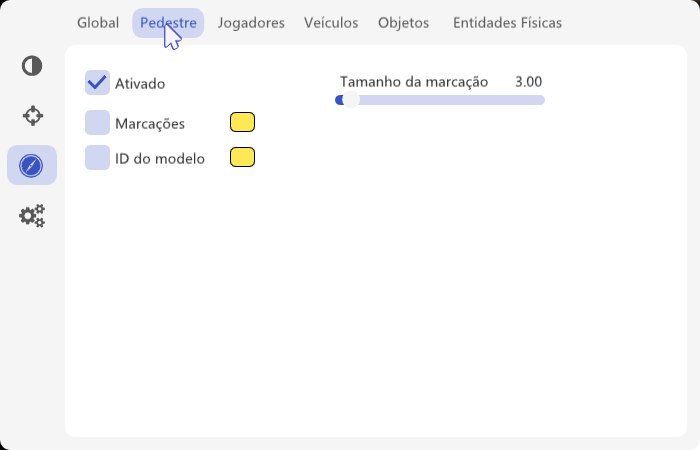 Global Pedestre Jogadores Veículos Objetos Entidades Físicas
Ativado
Tamanho da marcação 3.00
Marcações
ID do modelo